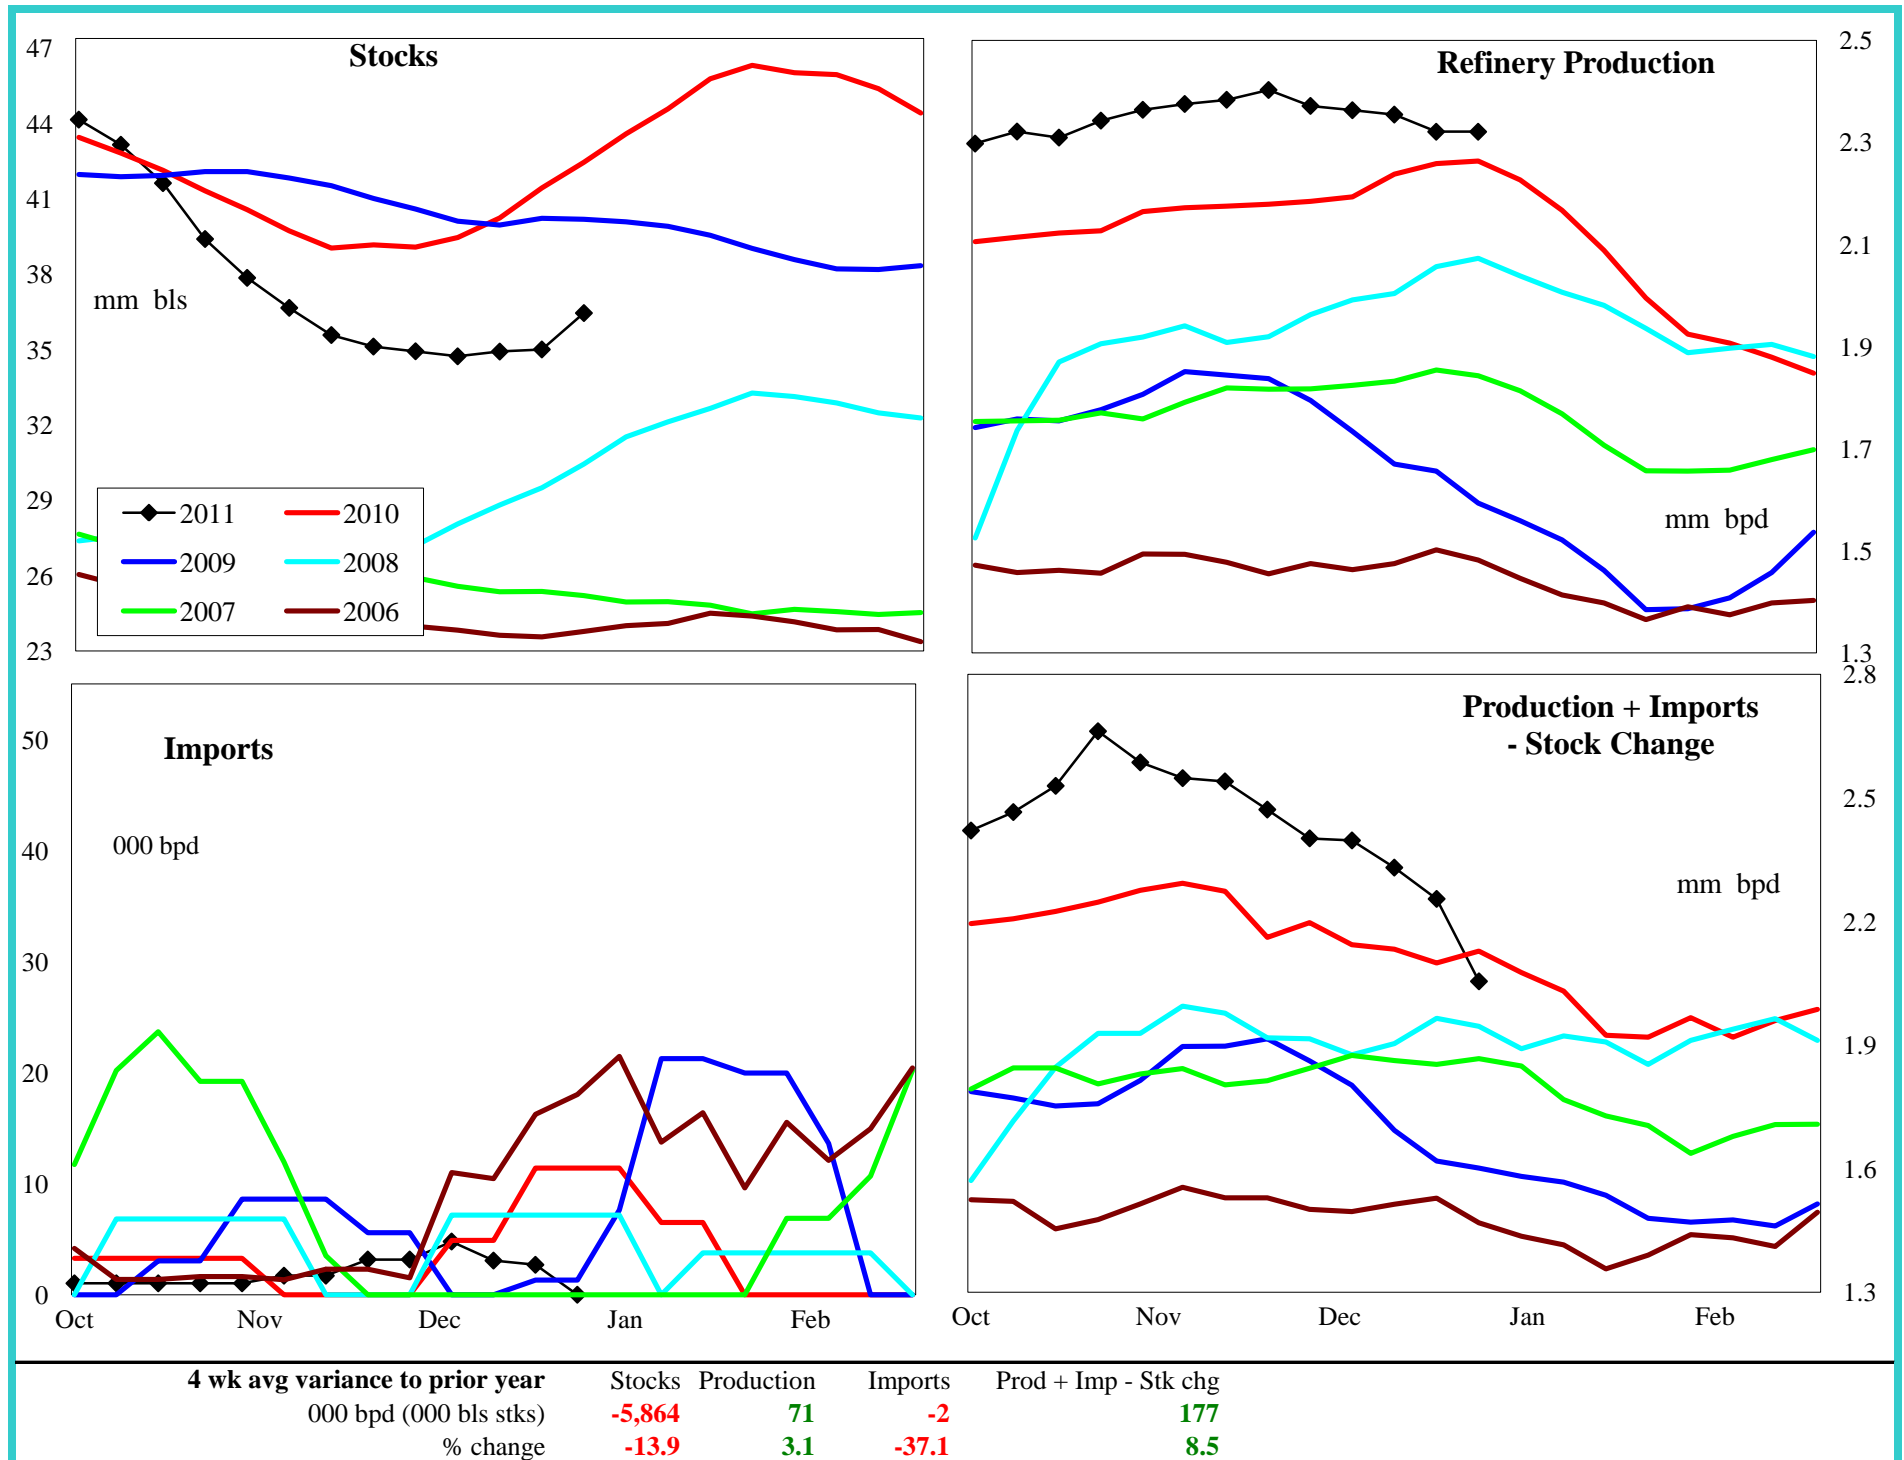 Stocks
47
44
41
38
35
32
29
26
23
mm bls
2011
2010
2009
2008
2007
2006
Refinery Production
2.5
2.3
2.1
1.9
1.7
1.5
1.3
mm bpd
Imports
50
40
30
20
10
0
000 bpd
Oct Nov Dec Jan Feb
Production + Imports
- Stock Change
2.8
2.5
2.2
1.9
1.6
1.3
mm bpd
Oct Nov Dec Jan Feb
4 wk avg variance to prior year Stocks Production Imports Prod + Imp - Stk chg
000 bpd (000 bls stks) -5,864 71 -2 177
% change -13.9 3.1 -37.1 8.5